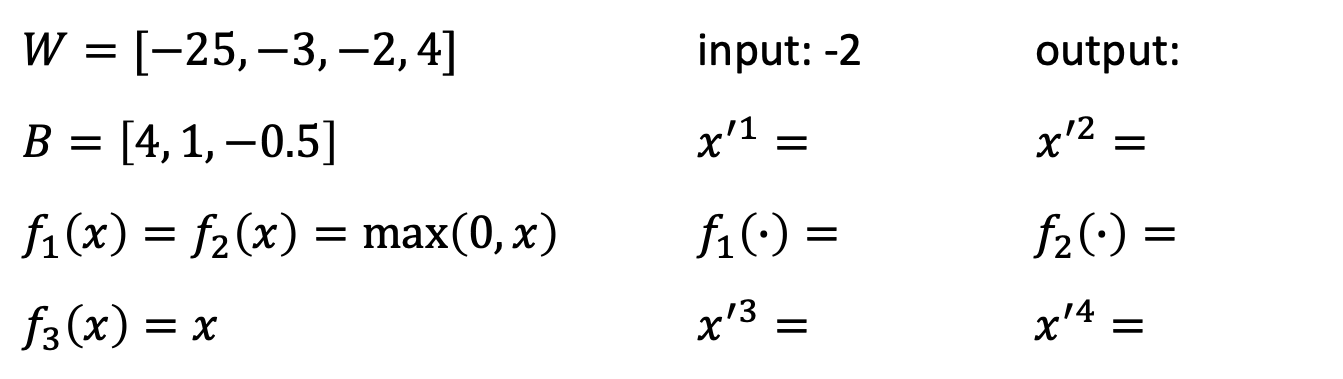 W = [−25, −3, −2, 4] input: -2 output:
B = [4, 1, −0.5] x′¹ = x′² =
f₁(x) = f₂(x) = max(0, x) f₁(·) = f₂(·) =
f₃(x) = x x′³ = x′⁴ =